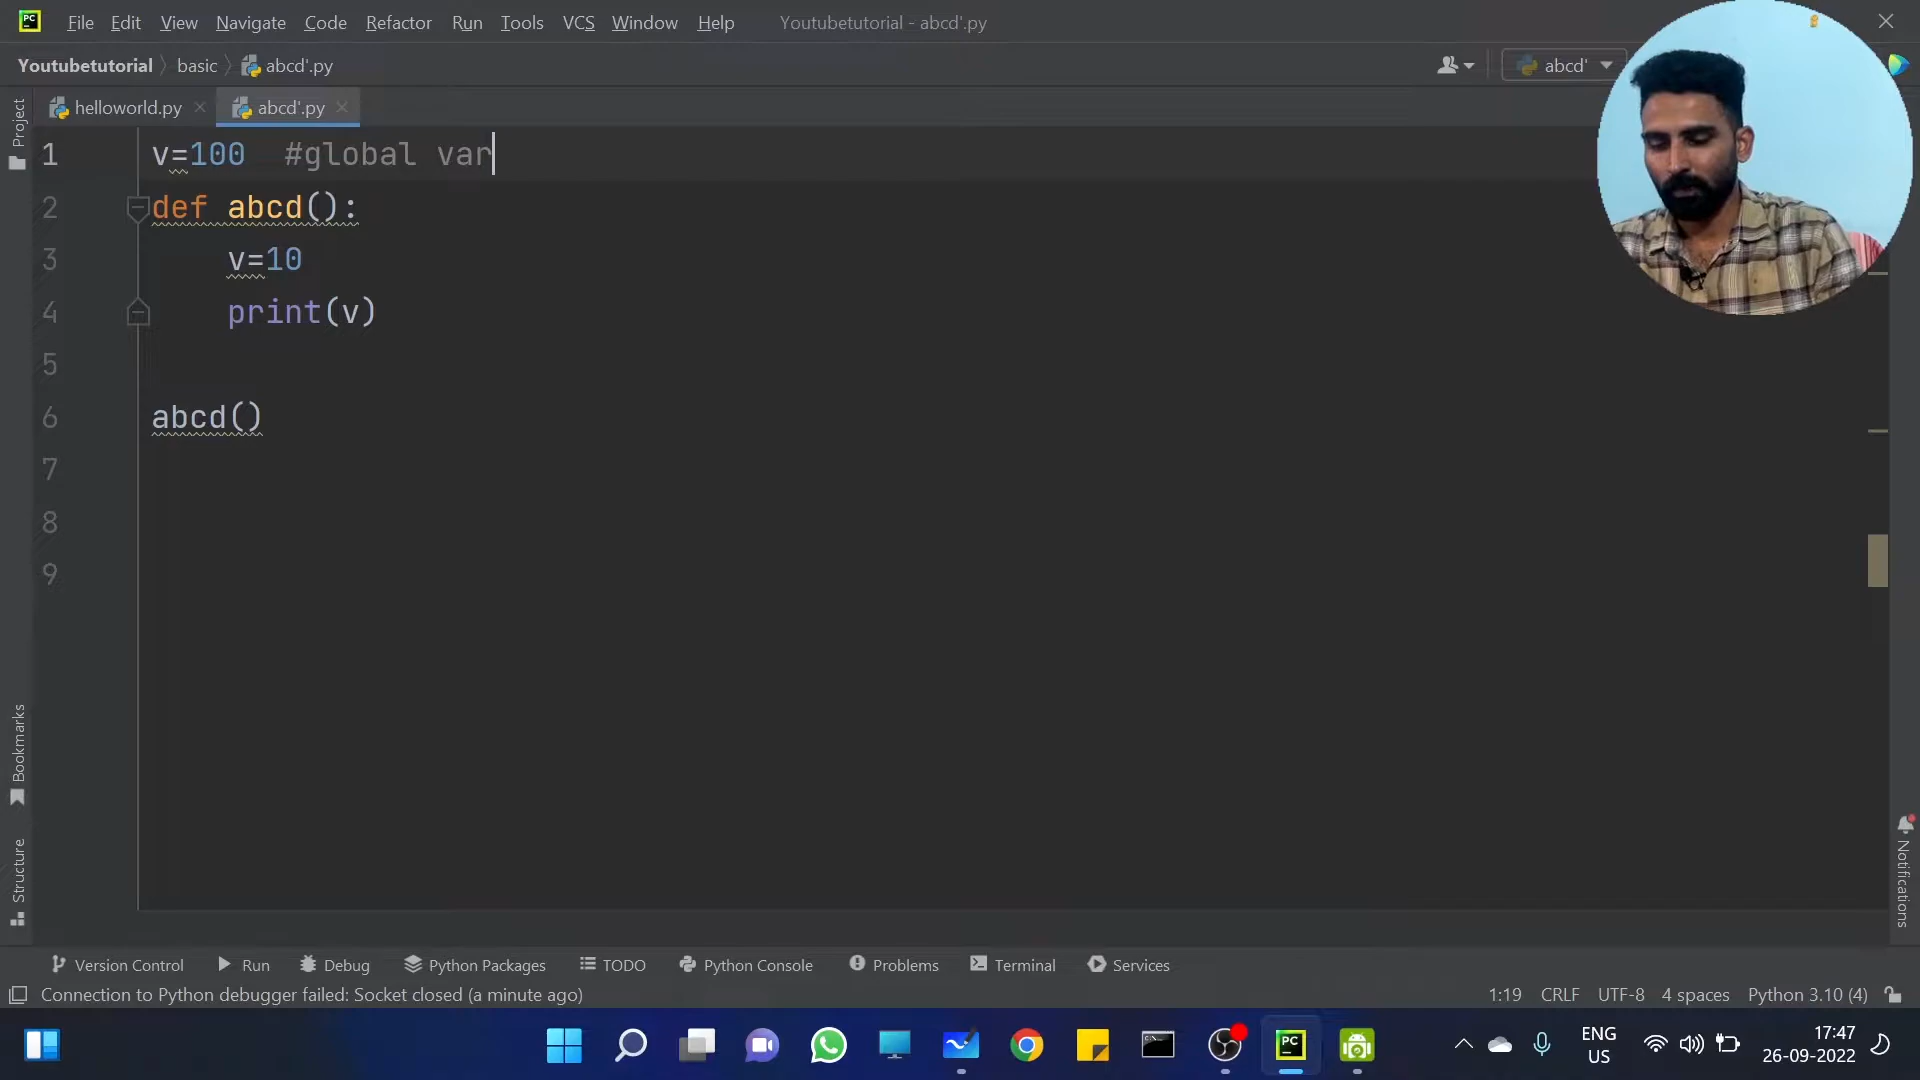 PC File Edit View Navigate Code Refactor Run Tools VCS Window Help Youtubetutorial - abcd'.py
Youtubetutorial basic abcd'.py abcd'
helloworld.py abcd'.py
Project
1 v=100 #global var
2 def abcd():
3 v=10
4 print(v)
5
6 abcd()
7
8
9
Bookmarks
Structure
Notifications
Version Control Run Debug Python Packages TODO Python Console Problems Terminal Services
Connection to Python debugger failed: Socket closed (a minute ago) 1:19 CRLF UTF-8 4 spaces Python 3.10 (4)
PC ENG 17:47
US 26-09-2022